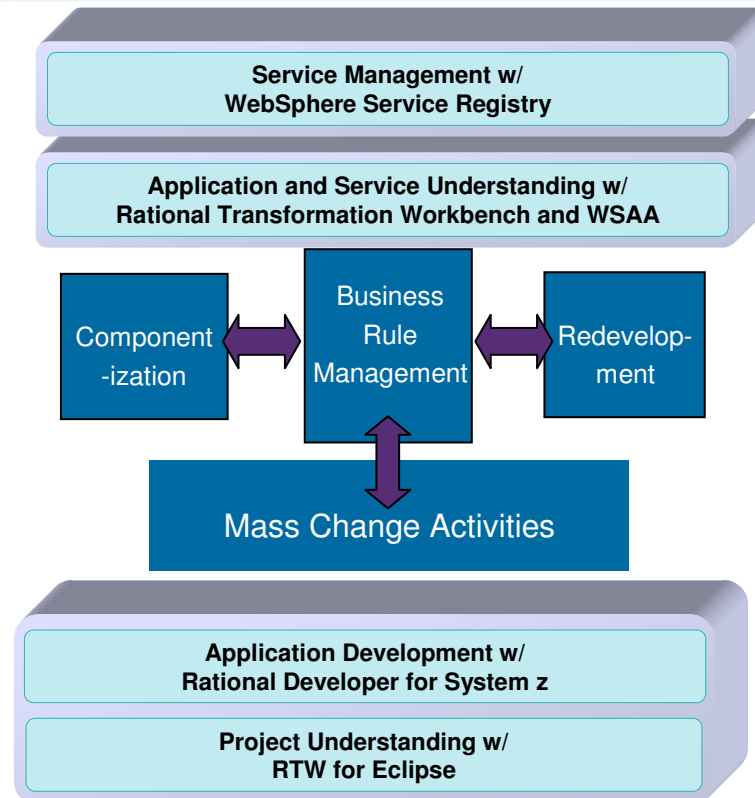 Service Management w/
WebSphere Service Registry
Application and Service Understanding w/
Rational Transformation Workbench and WSAA
Component
-ization
Business
Rule
Management
Redevelop-
ment
Mass Change Activities
Application Development w/
Rational Developer for System z
Project Understanding w/
RTW for Eclipse